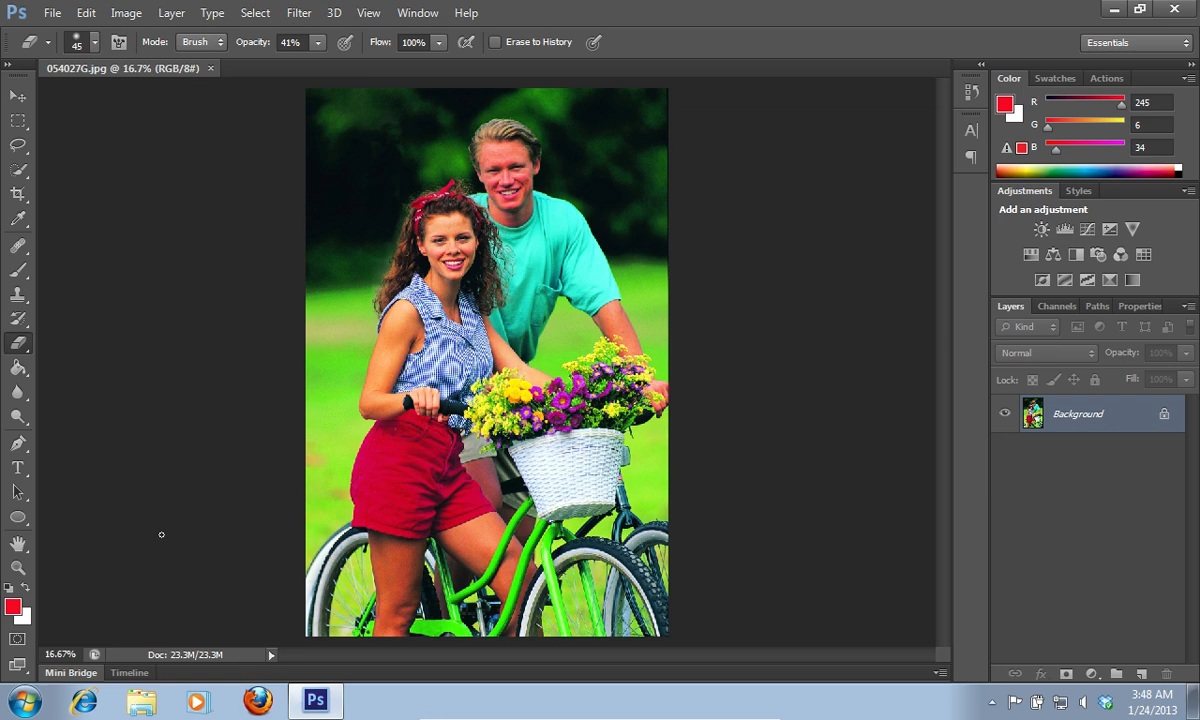 Ps File Edit Image Layer Type Select Filter 3D View Window Help
45 Mode: Brush Opacity: 41% Flow: 100% Erase to History Essentials
054027G.jpg @ 16.7% (RGB/8#) ×
Color Swatches Actions
R 245
G 6
B 34
Adjustments Styles
Add an adjustment
Layers Channels Paths Properties
Kind
Normal Opacity: 100%
Lock: Fill: 100%
Background
16.67% Doc: 23.3M/23.3M
Mini Bridge Timeline
Ps 3:48 AM
1/24/2013